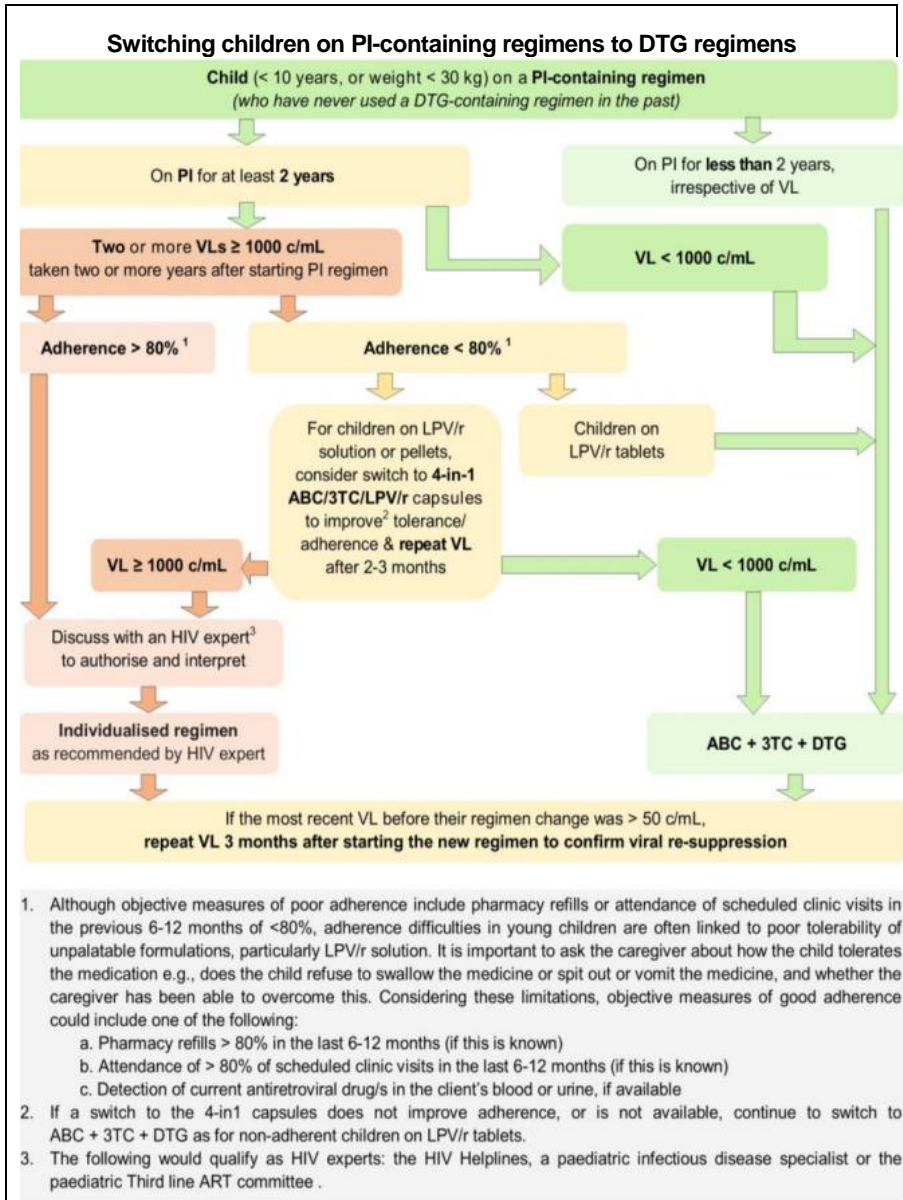 Switching children on PI-containing regimens to DTG regimens
Child (< 10 years, or weight < 30 kg) on a PI-containing regimen
(who have never used a DTG-containing regimen in the past)
On PI for at least 2 years
On PI for less than 2 years,
irrespective of VL
Two or more VLs ≥ 1000 c/mL
taken two or more years after starting PI regimen
VL < 1000 c/mL
Adherence > 80% ¹
Adherence < 80% ¹
For children on LPV/r
solution or pellets,
consider switch to 4-in-1
ABC/3TC/LPV/r capsules
to improve² tolerance/
adherence & repeat VL
after 2-3 months
Children on
LPV/r tablets
VL ≥ 1000 c/mL
VL < 1000 c/mL
Discuss with an HIV expert³
to authorise and interpret
Individualised regimen
as recommended by HIV expert
ABC + 3TC + DTG
If the most recent VL before their regimen change was > 50 c/mL,
repeat VL 3 months after starting the new regimen to confirm viral re-suppression
1. Although objective measures of poor adherence include pharmacy refills or attendance of scheduled clinic visits in
the previous 6-12 months of <80%, adherence difficulties in young children are often linked to poor tolerability of
unpalatable formulations, particularly LPV/r solution. It is important to ask the caregiver about how the child tolerates
the medication e.g., does the child refuse to swallow the medicine or spit out or vomit the medicine, and whether the
caregiver has been able to overcome this. Considering these limitations, objective measures of good adherence
could include one of the following:
a. Pharmacy refills > 80% in the last 6-12 months (if this is known)
b. Attendance of > 80% of scheduled clinic visits in the last 6-12 months (if this is known)
c. Detection of current antiretroviral drug/s in the client's blood or urine, if available
2. If a switch to the 4-in1 capsules does not improve adherence, or is not available, continue to switch to
ABC + 3TC + DTG as for non-adherent children on LPV/r tablets.
3. The following would qualify as HIV experts: the HIV Helplines, a paediatric infectious disease specialist or the
paediatric Third line ART committee .